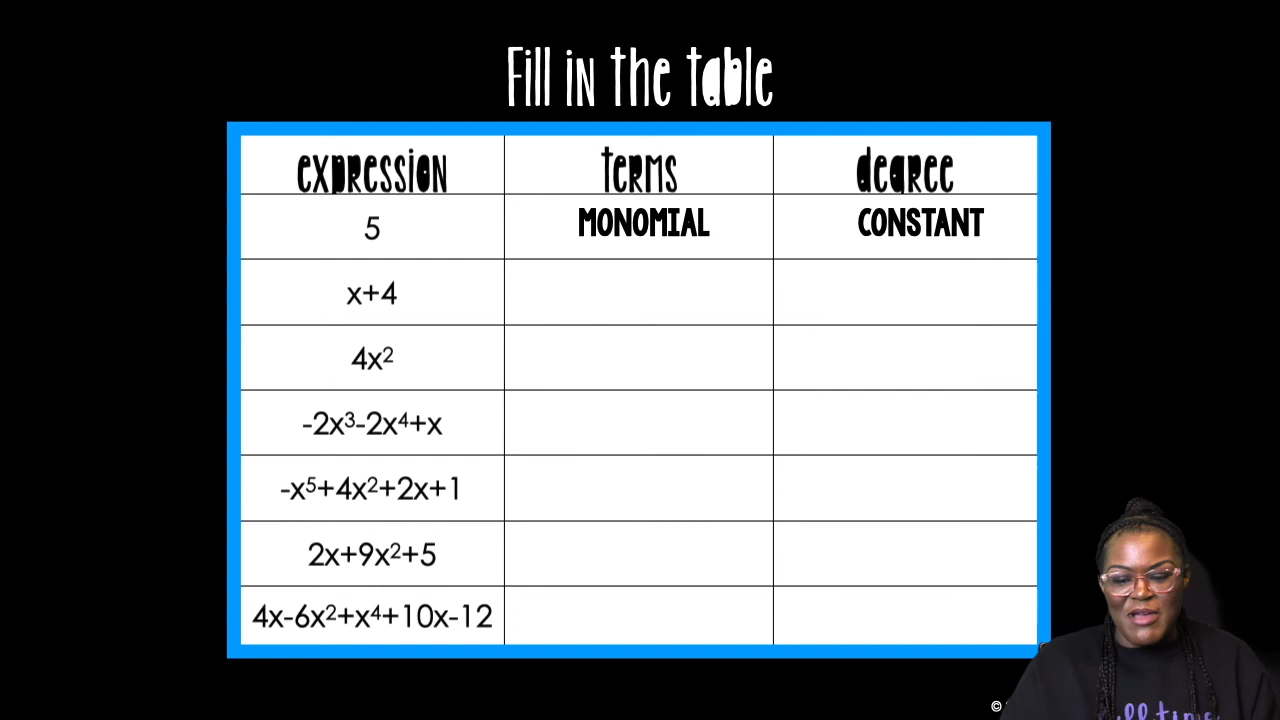 Fill in the table
expression terms degree
5 MONOMIAL CONSTANT
x+4
4x²
-2x³-2x⁴+x
-x⁵+4x²+2x+1
2x+9x²+5
4x-6x²+x⁴+10x-12
©